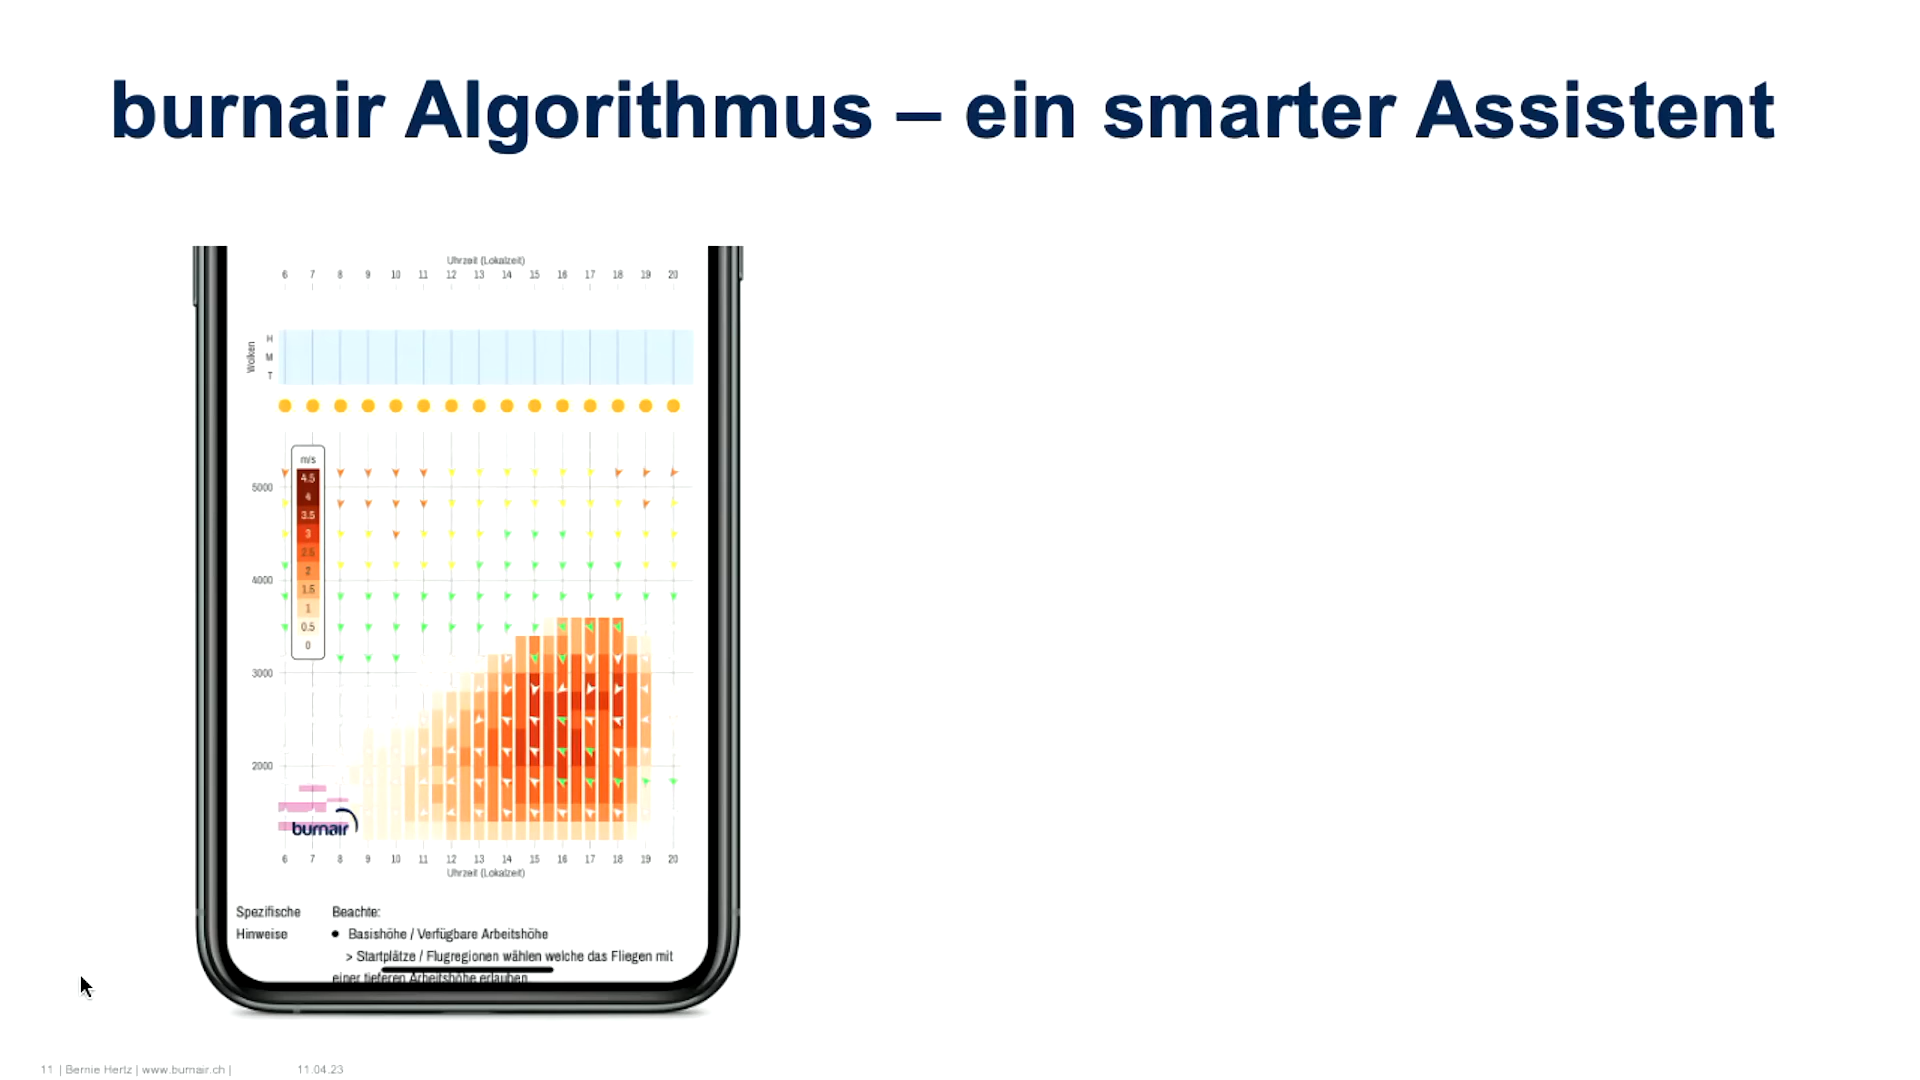 burnair Algorithmus – ein smarter Assistent
Uhrzeit (Lokalzeit)
6 7 8 9 10 11 12 13 14 15 16 17 18 19 20
Wolken
H
M
T
m/s
4.5
4
3.5
3
2.5
2
1.5
1
0.5
0
5000
4000
3000
2000
burnair
6 7 8 9 10 11 12 13 14 15 16 17 18 19 20
Uhrzeit (Lokalzeit)
Spezifische Beachte:
Hinweise • Basishöhe / Verfügbare Arbeitshöhe
> Startplätze / Flugregionen wählen welche das Fliegen mit
einer tieferen Arbeitshöhe erlauben
11 | Bernie Hertz | www.burnair.ch | 11.04.23